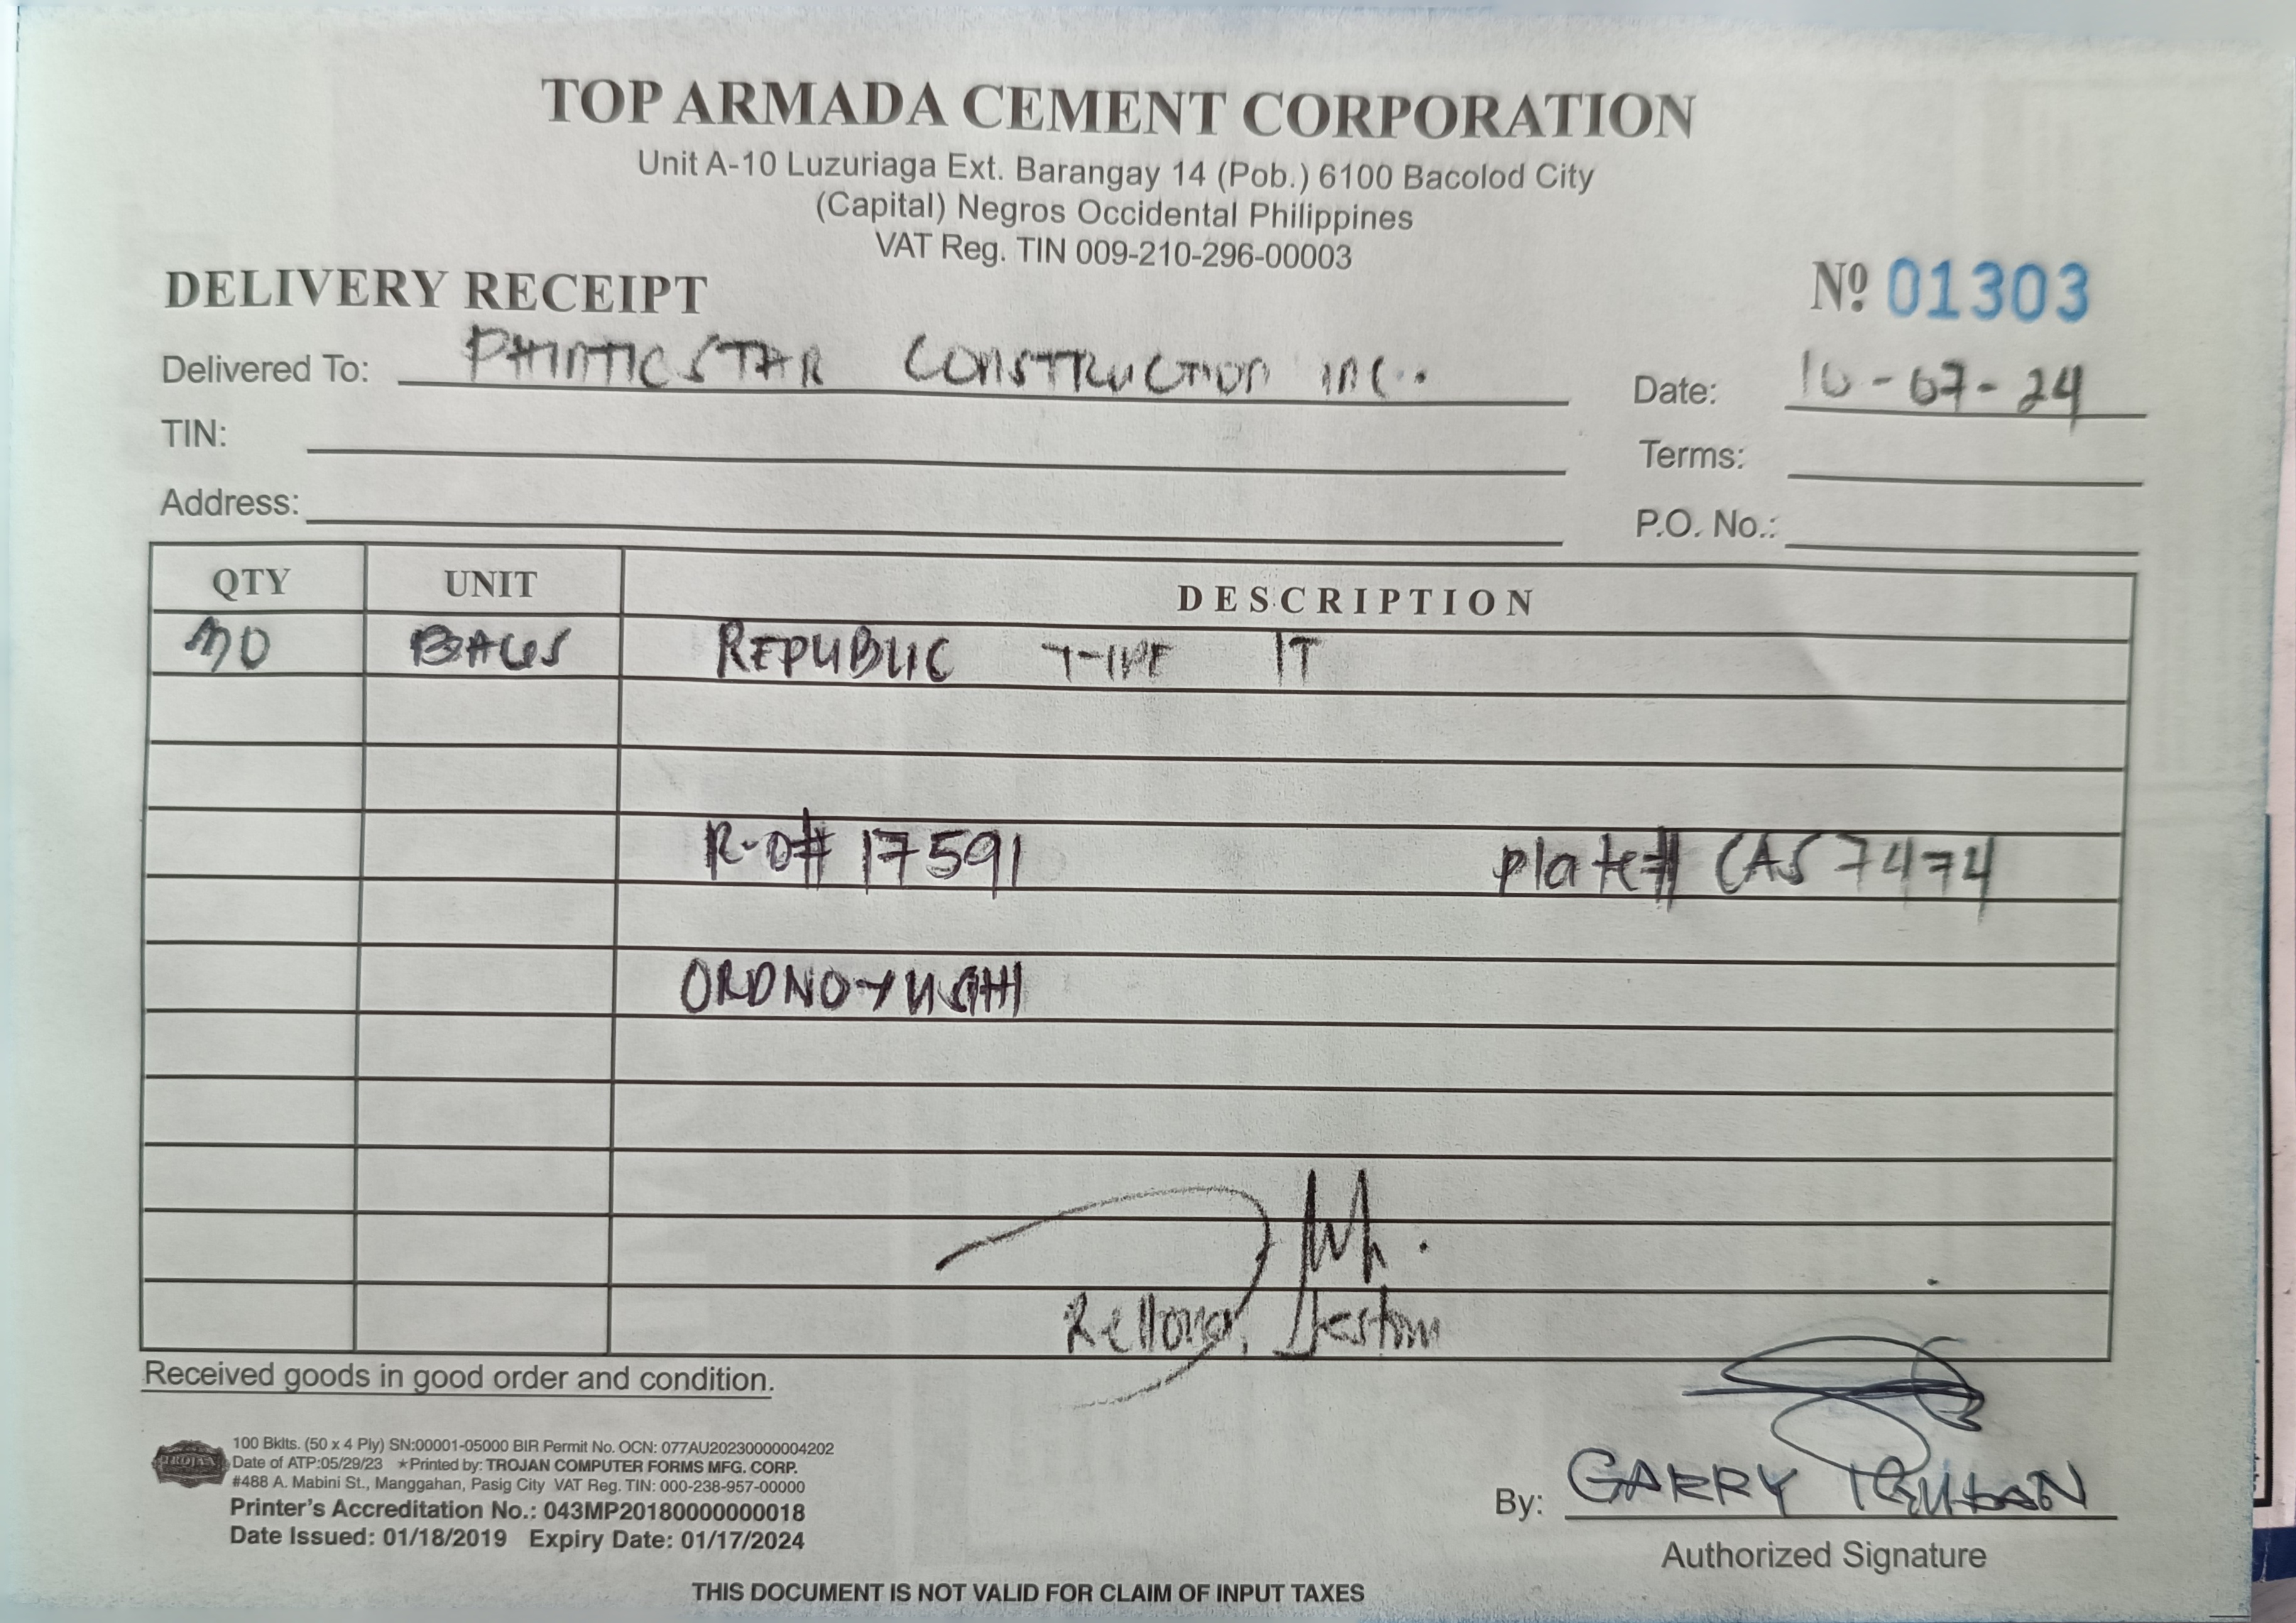 TOP ARMADA CEMENT CORPORATION
Unit A-10 Luzuriaga Ext. Barangay 14 (Pob.) 6100 Bacolod City
(Capital) Negros Occidental Philippines
VAT Reg. TIN 009-210-296-00003
DELIVERY RECEIPT
Nº 01303
Delivered To: CONSTRUCTION INC.
Date: 10-07-24
TIN:
Terms:
Address:
P.O. No.:
QTY UNIT DESCRIPTION
BAGS REPUBLIC TYPE 1T
R-O# 17591 Plate# CAS 7474
Received goods in good order and condition.
TROJAN
100 Bklts. (50 x 4 Ply) SN:00001-05000 BIR Permit No. OCN: 077AU20230000004202
Date of ATP:05/29/23 ★Printed by: TROJAN COMPUTER FORMS MFG. CORP.
#488 A. Mabini St., Manggahan, Pasig City VAT Reg. TIN: 000-238-957-00000
Printer's Accreditation No.: 043MP20180000000018
Date Issued: 01/18/2019 Expiry Date: 01/17/2024
By: GARRY
Authorized Signature
THIS DOCUMENT IS NOT VALID FOR CLAIM OF INPUT TAXES